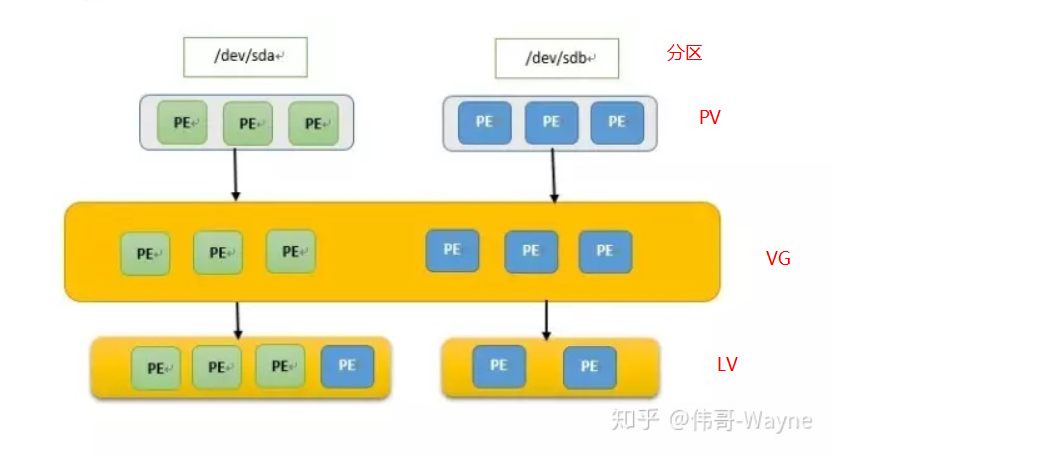 /dev/sda↵
/dev/sdb↵
分区
PE↵ PE↵ PE↵
PE PE PE
PV
PE↵ PE↵ PE↵
PE PE PE
VG
PE↵ PE↵ PE↵ PE
PE PE
LV
知乎 @伟哥-Wayne